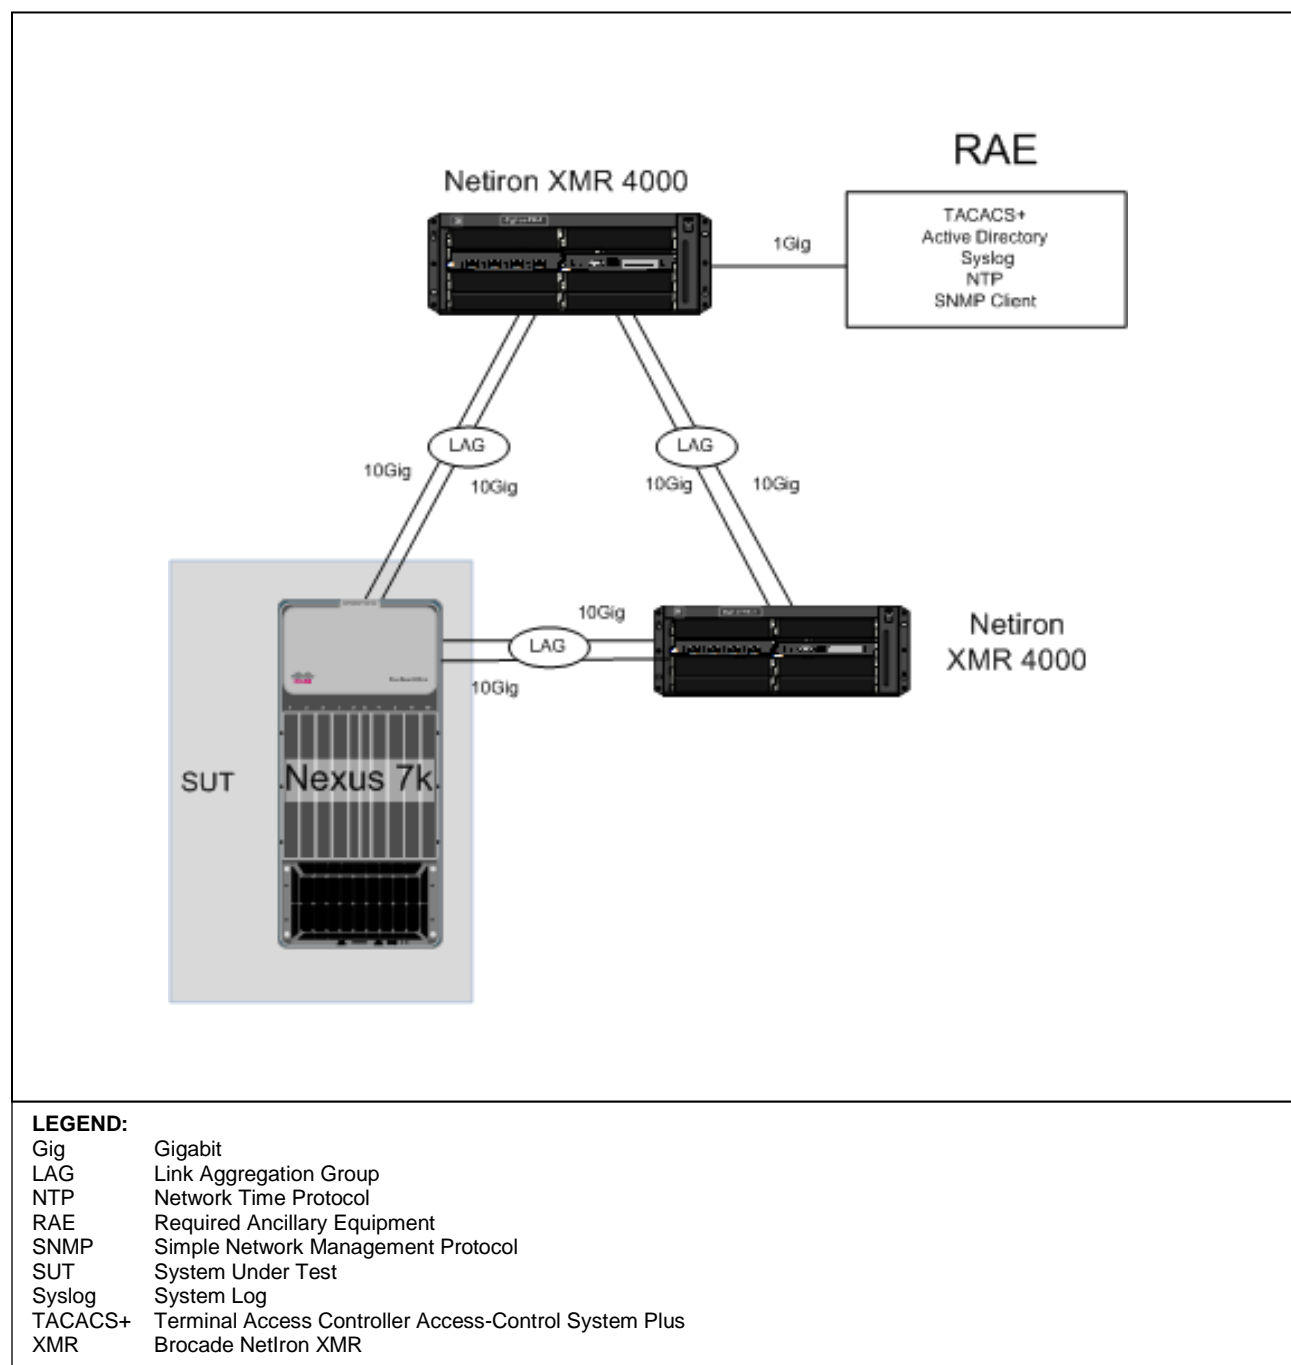 RAE
Netiron XMR 4000
TACACS+
Active Directory
Syslog
NTP
SNMP Client
1Gig
LAG
LAG
10Gig
10Gig
10Gig
10Gig
10Gig
LAG
10Gig
Netiron
XMR 4000
SUT
Nexus 7k
LEGEND:
Gig Gigabit
LAG Link Aggregation Group
NTP Network Time Protocol
RAE Required Ancillary Equipment
SNMP Simple Network Management Protocol
SUT System Under Test
Syslog System Log
TACACS+ Terminal Access Controller Access-Control System Plus
XMR Brocade NetIron XMR